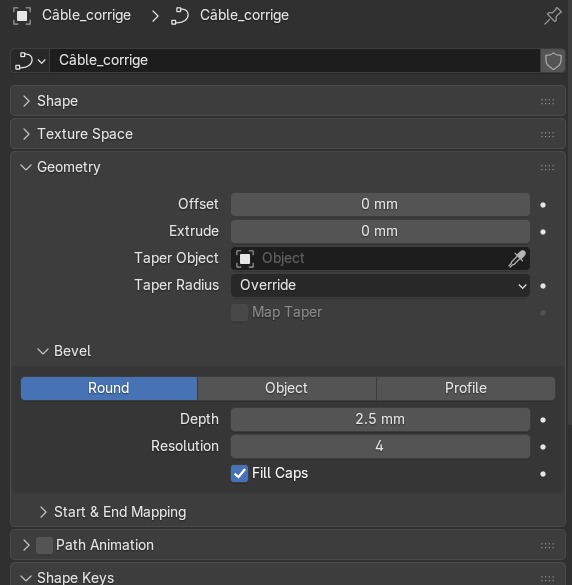 Câble_corrige > Câble_corrige
Câble_corrige
Shape
Texture Space
Geometry
Offset 0 mm
Extrude 0 mm
Taper Object Object
Taper Radius Override
Map Taper
Bevel
Round Object Profile
Depth 2.5 mm
Resolution 4
Fill Caps
Start & End Mapping
Path Animation
Shape Keys